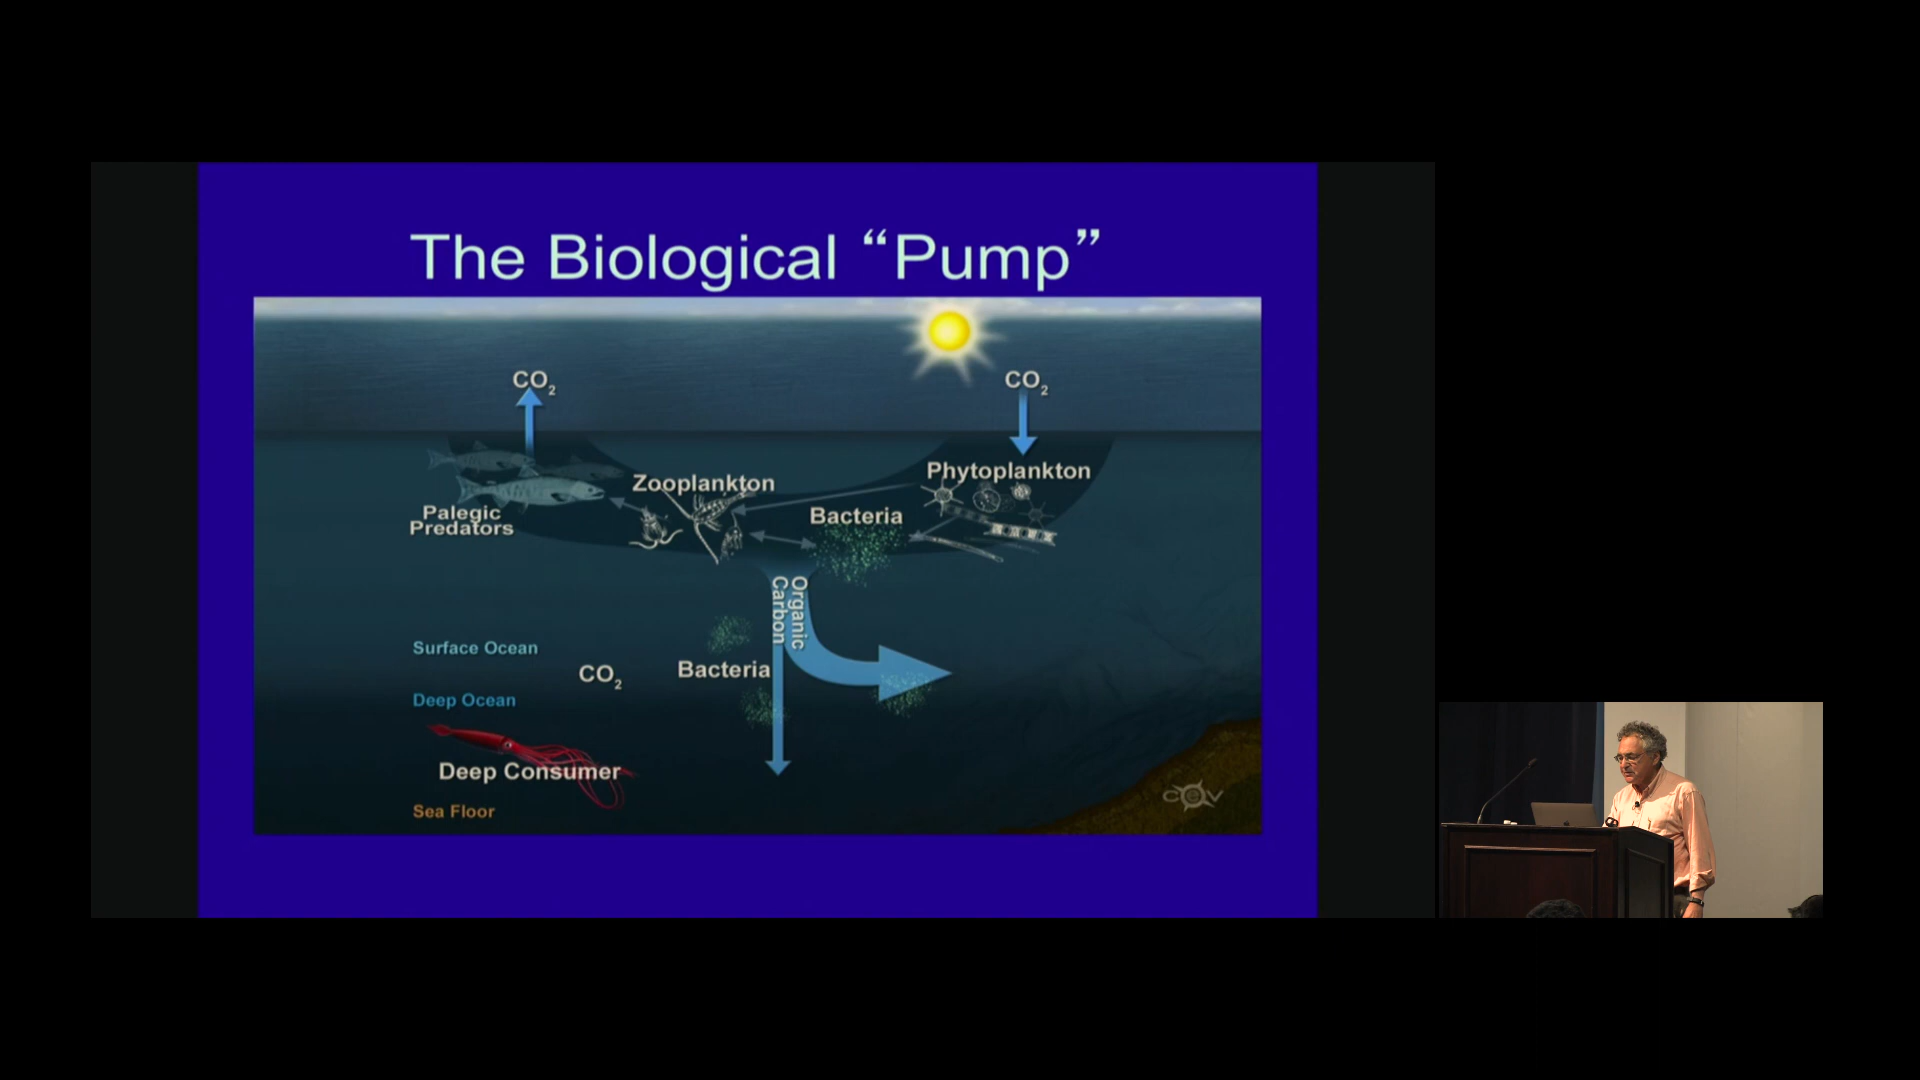 The Biological “Pump”
CO2
CO2
Phytoplankton
Zooplankton
Bacteria
Palegic
Predators
Organic
Carbon
Surface Ocean
CO2
Bacteria
Deep Ocean
Deep Consumer
Sea Floor
cev